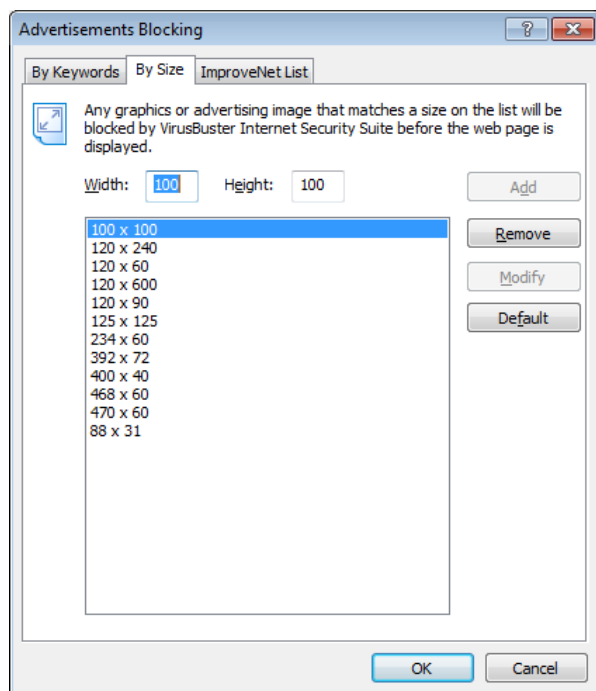 Advertisements Blocking
By Keywords By Size ImproveNet List
Any graphics or advertising image that matches a size on the list will be
blocked by VirusBuster Internet Security Suite before the web page is
displayed.
Width: 100 Height: 100 Add
100 x 100
Remove
120 x 240
120 x 60
120 x 600
Modify
120 x 90
125 x 125
Default
234 x 60
392 x 72
400 x 40
468 x 60
470 x 60
88 x 31
OK Cancel